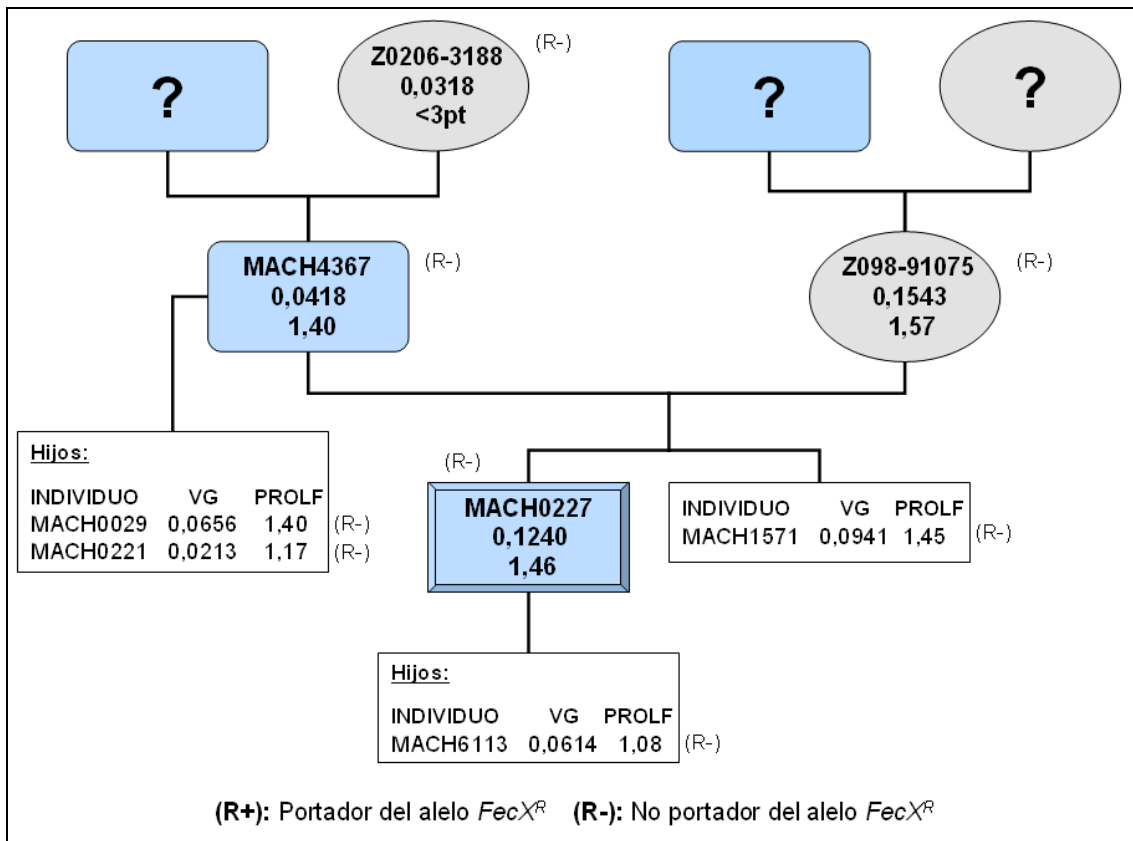 ?
Z0206-3188
0,0318
<3pt
(R-)
?
?
MACH4367
0,0418
1,40
(R-)
Z098-91075
0,1543
1,57
(R-)
Hijos:
INDIVIDUO VG PROLF
MACH0029 0,0656 1,40 (R-)
MACH0221 0,0213 1,17 (R-)
(R-)
MACH0227
0,1240
1,46
INDIVIDUO VG PROLF
MACH1571 0,0941 1,45 (R-)
Hijos:
INDIVIDUO VG PROLF
MACH6113 0,0614 1,08 (R-)
(R+): Portador del alelo FecXᴿ (R-): No portador del alelo FecXᴿ